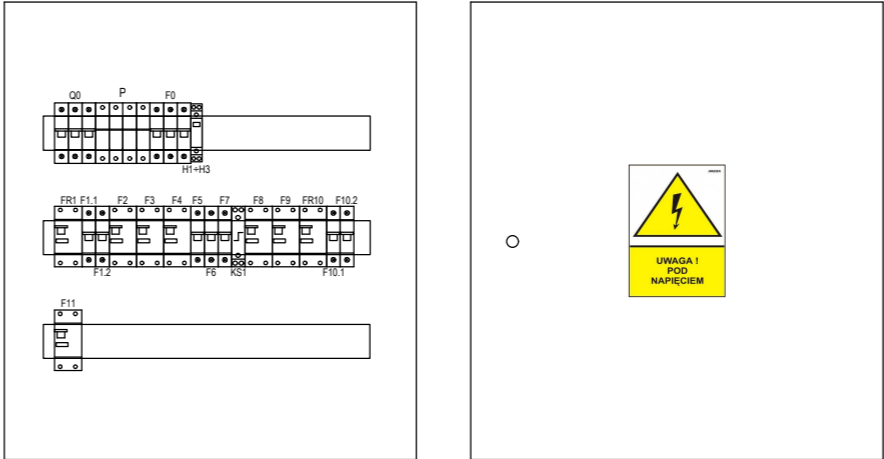 Q0 P F0
H1÷H3
FR1 F1.1 F2 F3 F4 F5 F7 F8 F9 FR10 F10.2
F1.2 F6 KS1 F10.1
F11
UWAGA !
POD
NAPIĘCIEM